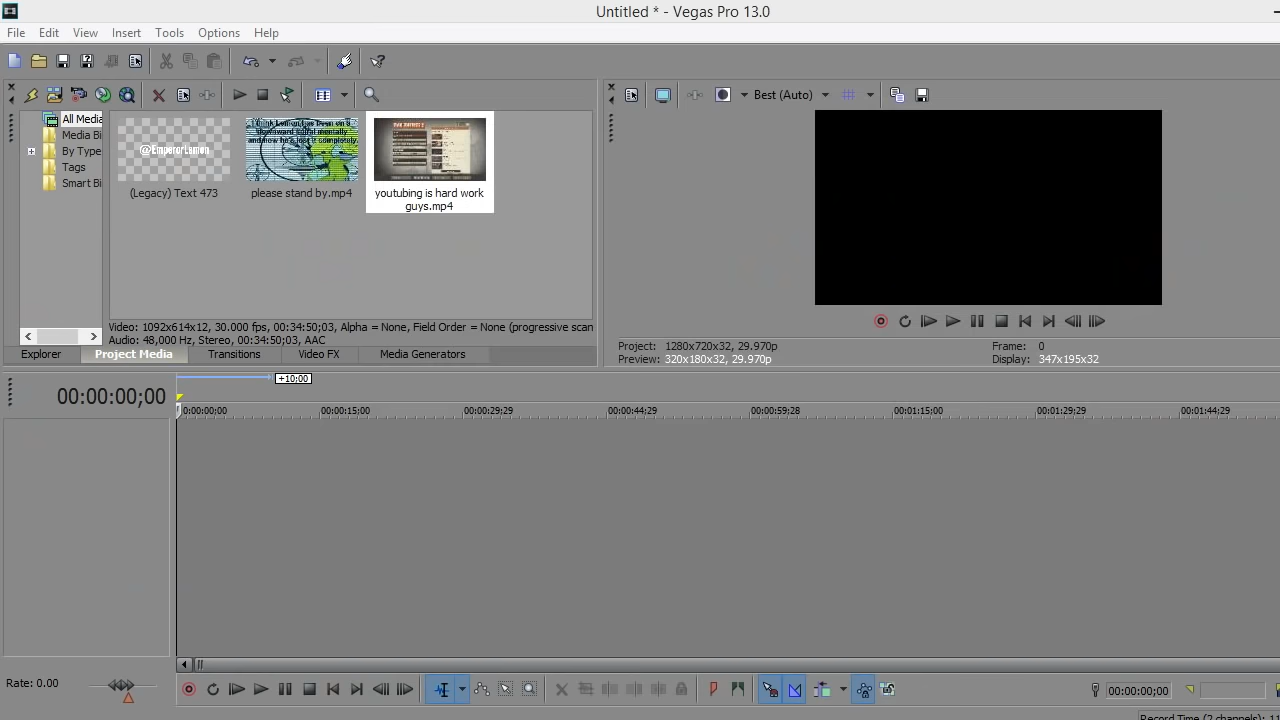 Untitled * - Vegas Pro 13.0
File Edit View Insert Tools Options Help
Best (Auto)
All Media
Media Bi
By Type
Tags
Smart Bi
@EmperorLemon
(Legacy) Text 473
please stand by.mp4
youtubing is hard work
guys.mp4
Video: 1092x614x12, 30.000 fps, 00:34:50;03, Alpha = None, Field Order = None (progressive scan
Audio: 48,000 Hz, Stereo, 00:34:50;03, AAC
Explorer Project Media Transitions Video FX Media Generators
Project: 1280x720x32, 29.970p
Preview: 320x180x32, 29.970p
Frame: 0
Display: 347x195x32
00:00:00;00
+10:00
0:00:00;00 00:00:15;00 00:00:29;29 00:00:44;29 00:00:59;28 00:01:15;00 00:01:29;29 00:01:44;29
Rate: 0.00
00:00:00;00
Record Time (2 channels): 11